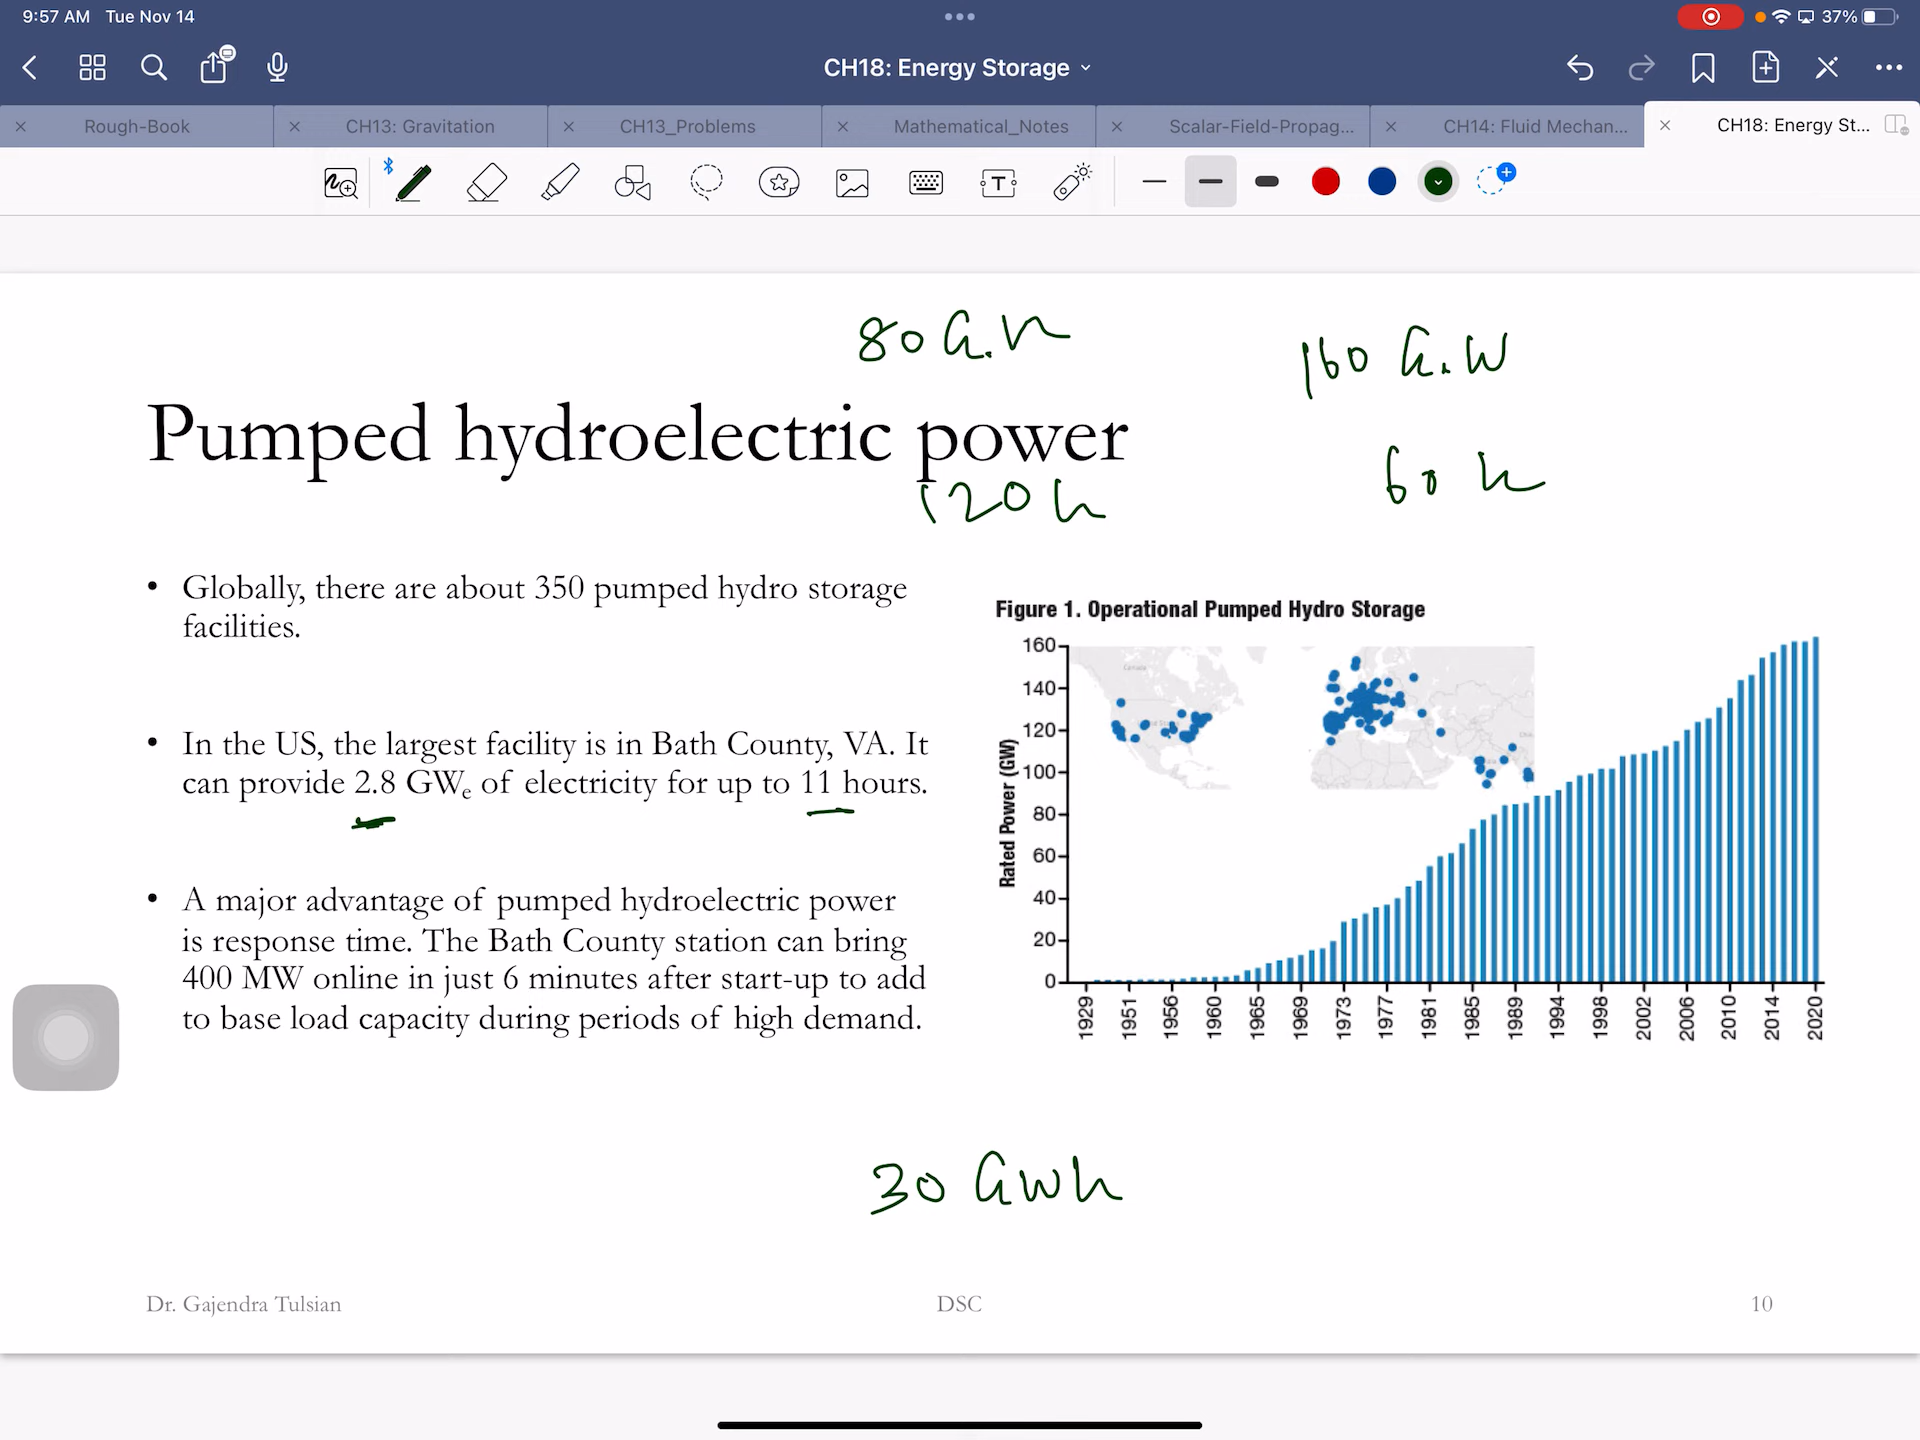 9:57 AM Tue Nov 14
37%
CH18: Energy Storage
Rough-Book
CH13: Gravitation
CH13_Problems
Mathematical_Notes
Scalar-Field-Propag...
CH14: Fluid Mechan...
CH18: Energy St...
80 G.W
160 G.W
Pumped hydroelectric power
60 h
120 h
• Globally, there are about 350 pumped hydro storage
facilities.
• In the US, the largest facility is in Bath County, VA. It
can provide 2.8 GWe of electricity for up to 11 hours.
• A major advantage of pumped hydroelectric power
is response time. The Bath County station can bring
400 MW online in just 6 minutes after start-up to add
to base load capacity during periods of high demand.
Figure 1. Operational Pumped Hydro Storage
Rated Power (GW)
160
140
120
100
80
60
40
20
0
Canada
1929 1951 1956 1960 1965 1969 1973 1977 1981 1985 1989 1994 1998 2002 2006 2010 2014 2020
30 GWh
Dr. Gajendra Tulsian
DSC
10